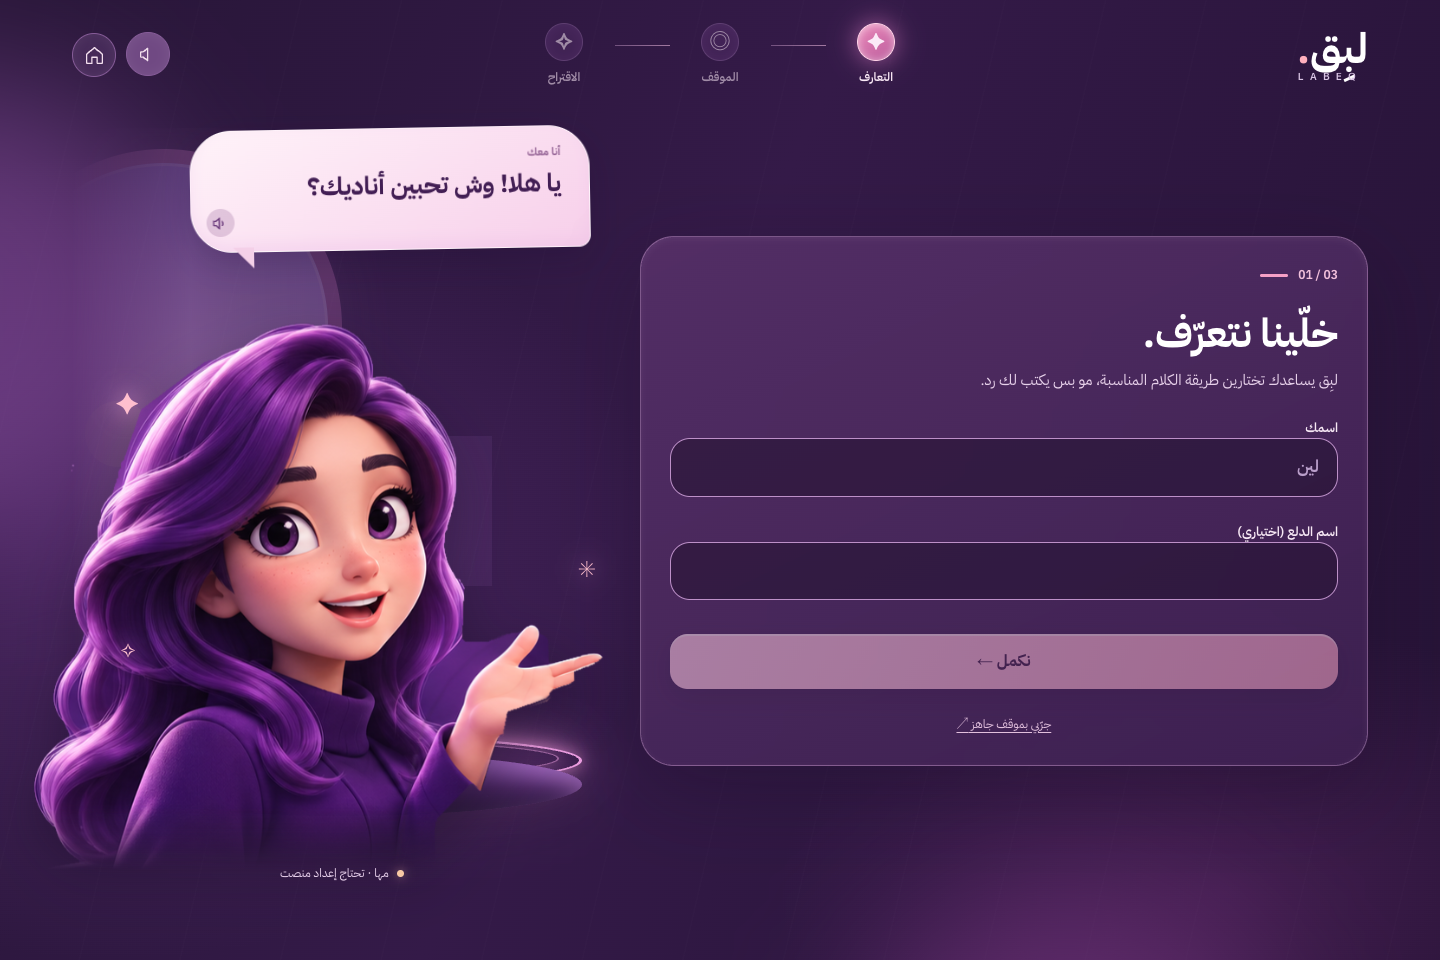 لبِق.
LABEQ
التعارف
الموقف
الاقتراح
أنا معك
يا هلا! وش تحبين أناديك؟
01 / 03
خلّينا نتعرّف.
لبِق يساعدك تختارين طريقة الكلام المناسبة، مو بس يكتب لك رد.
اسمك
لين
اسم الدلع (اختياري)
نكمل ←
جرّبي بموقف جاهز ↗
مها · تحتاج إعداد منصت